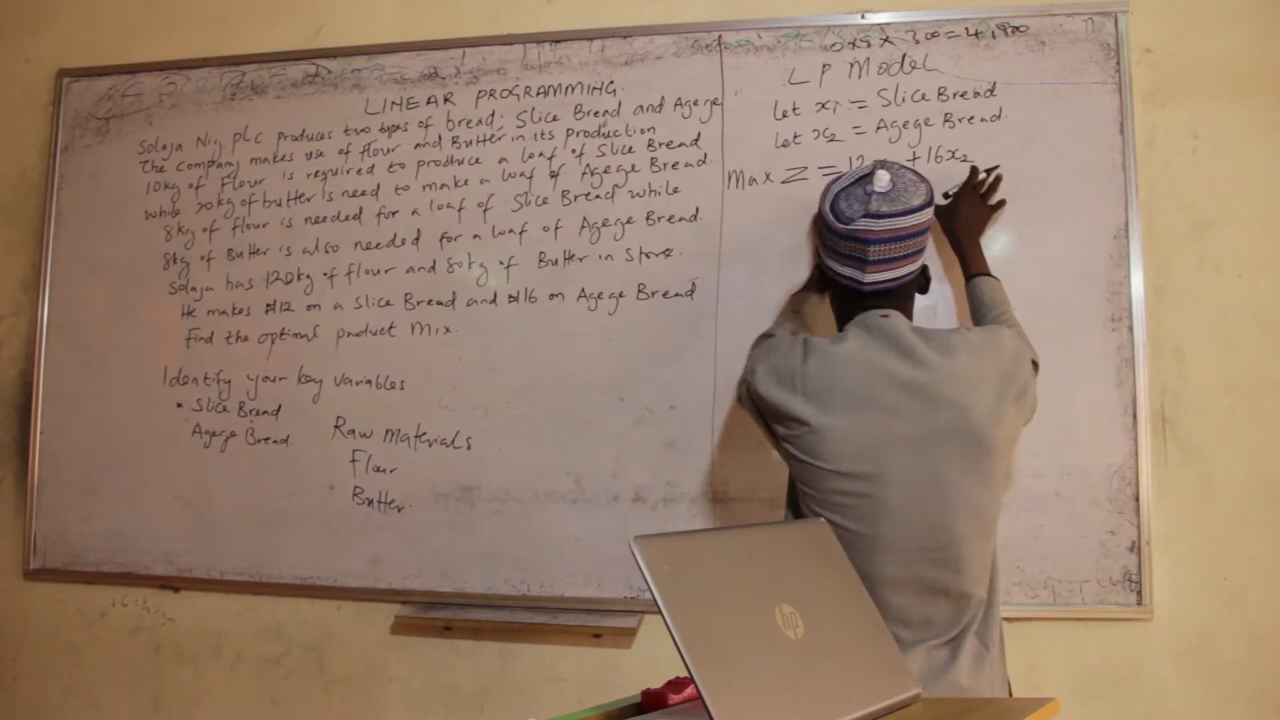 LINEAR PROGRAMMING.
Solaja Nig. plc produces two types of bread; Slice Bread and Agege
The company makes use of flour and Butter in its production
10kg of Flour is required to produce a loaf of Slice Bread
while 20kg of butter is need to make a loaf of Agege Bread.
8kg of flour is needed for a loaf of Slice Bread while
8kg of Butter is also needed for a loaf of Agege Bread.
Solaja has 120kg of flour and 80kg of Butter in Store.
He makes ₦12 on a Slice Bread and ₦16 on Agege Bread
Find the optimal product Mix.
Identify your key Variables
* Slice Bread
Agege Bread.
Raw materials
Flour
Butter.
x 300 = 4,800
LP Model
Let x₁ = Slice Bread
Let x₂ = Agege Bread.
Max Z = 12 + 16x₂
hp